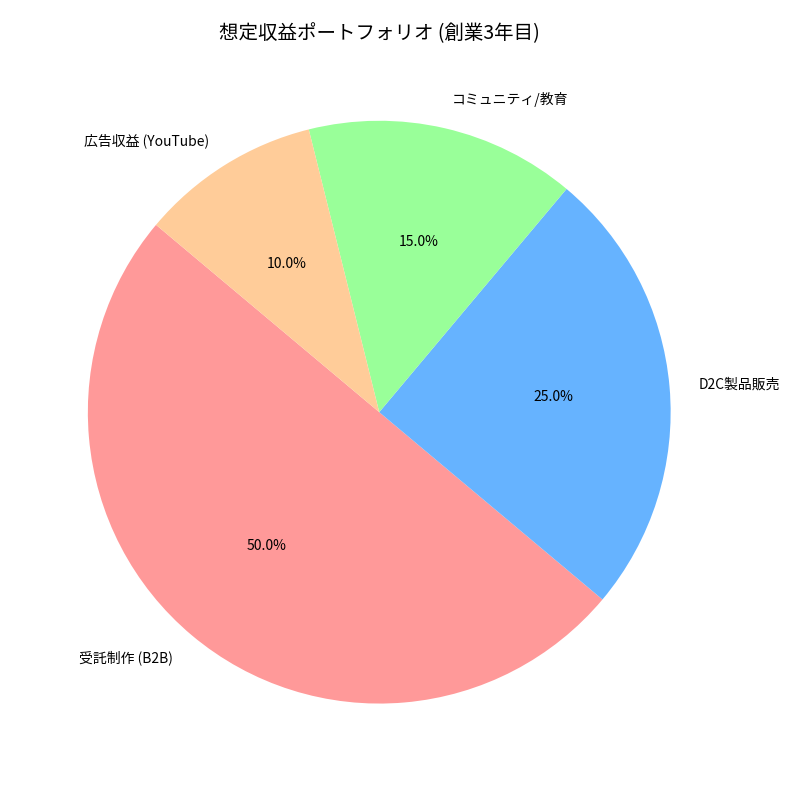 想定収益ポートフォリオ (創業3年目)
コミュニティ/教育
広告収益 (YouTube)
15.0%
10.0%
D2C製品販売
25.0%
50.0%
受託制作 (B2B)